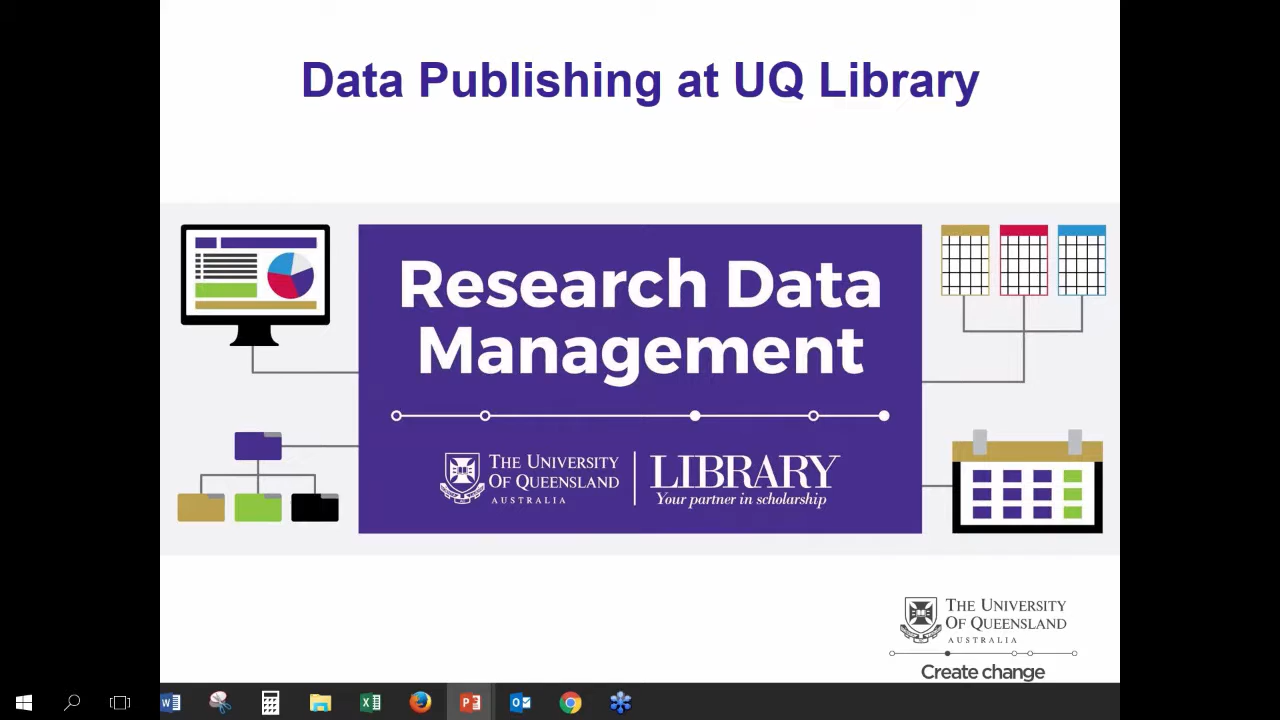 Data Publishing at UQ Library
Research Data
Management
THE UNIVERSITY
OF QUEENSLAND
AUSTRALIA
LIBRARY
Your partner in scholarship
THE UNIVERSITY
OF QUEENSLAND
AUSTRALIA
Create change